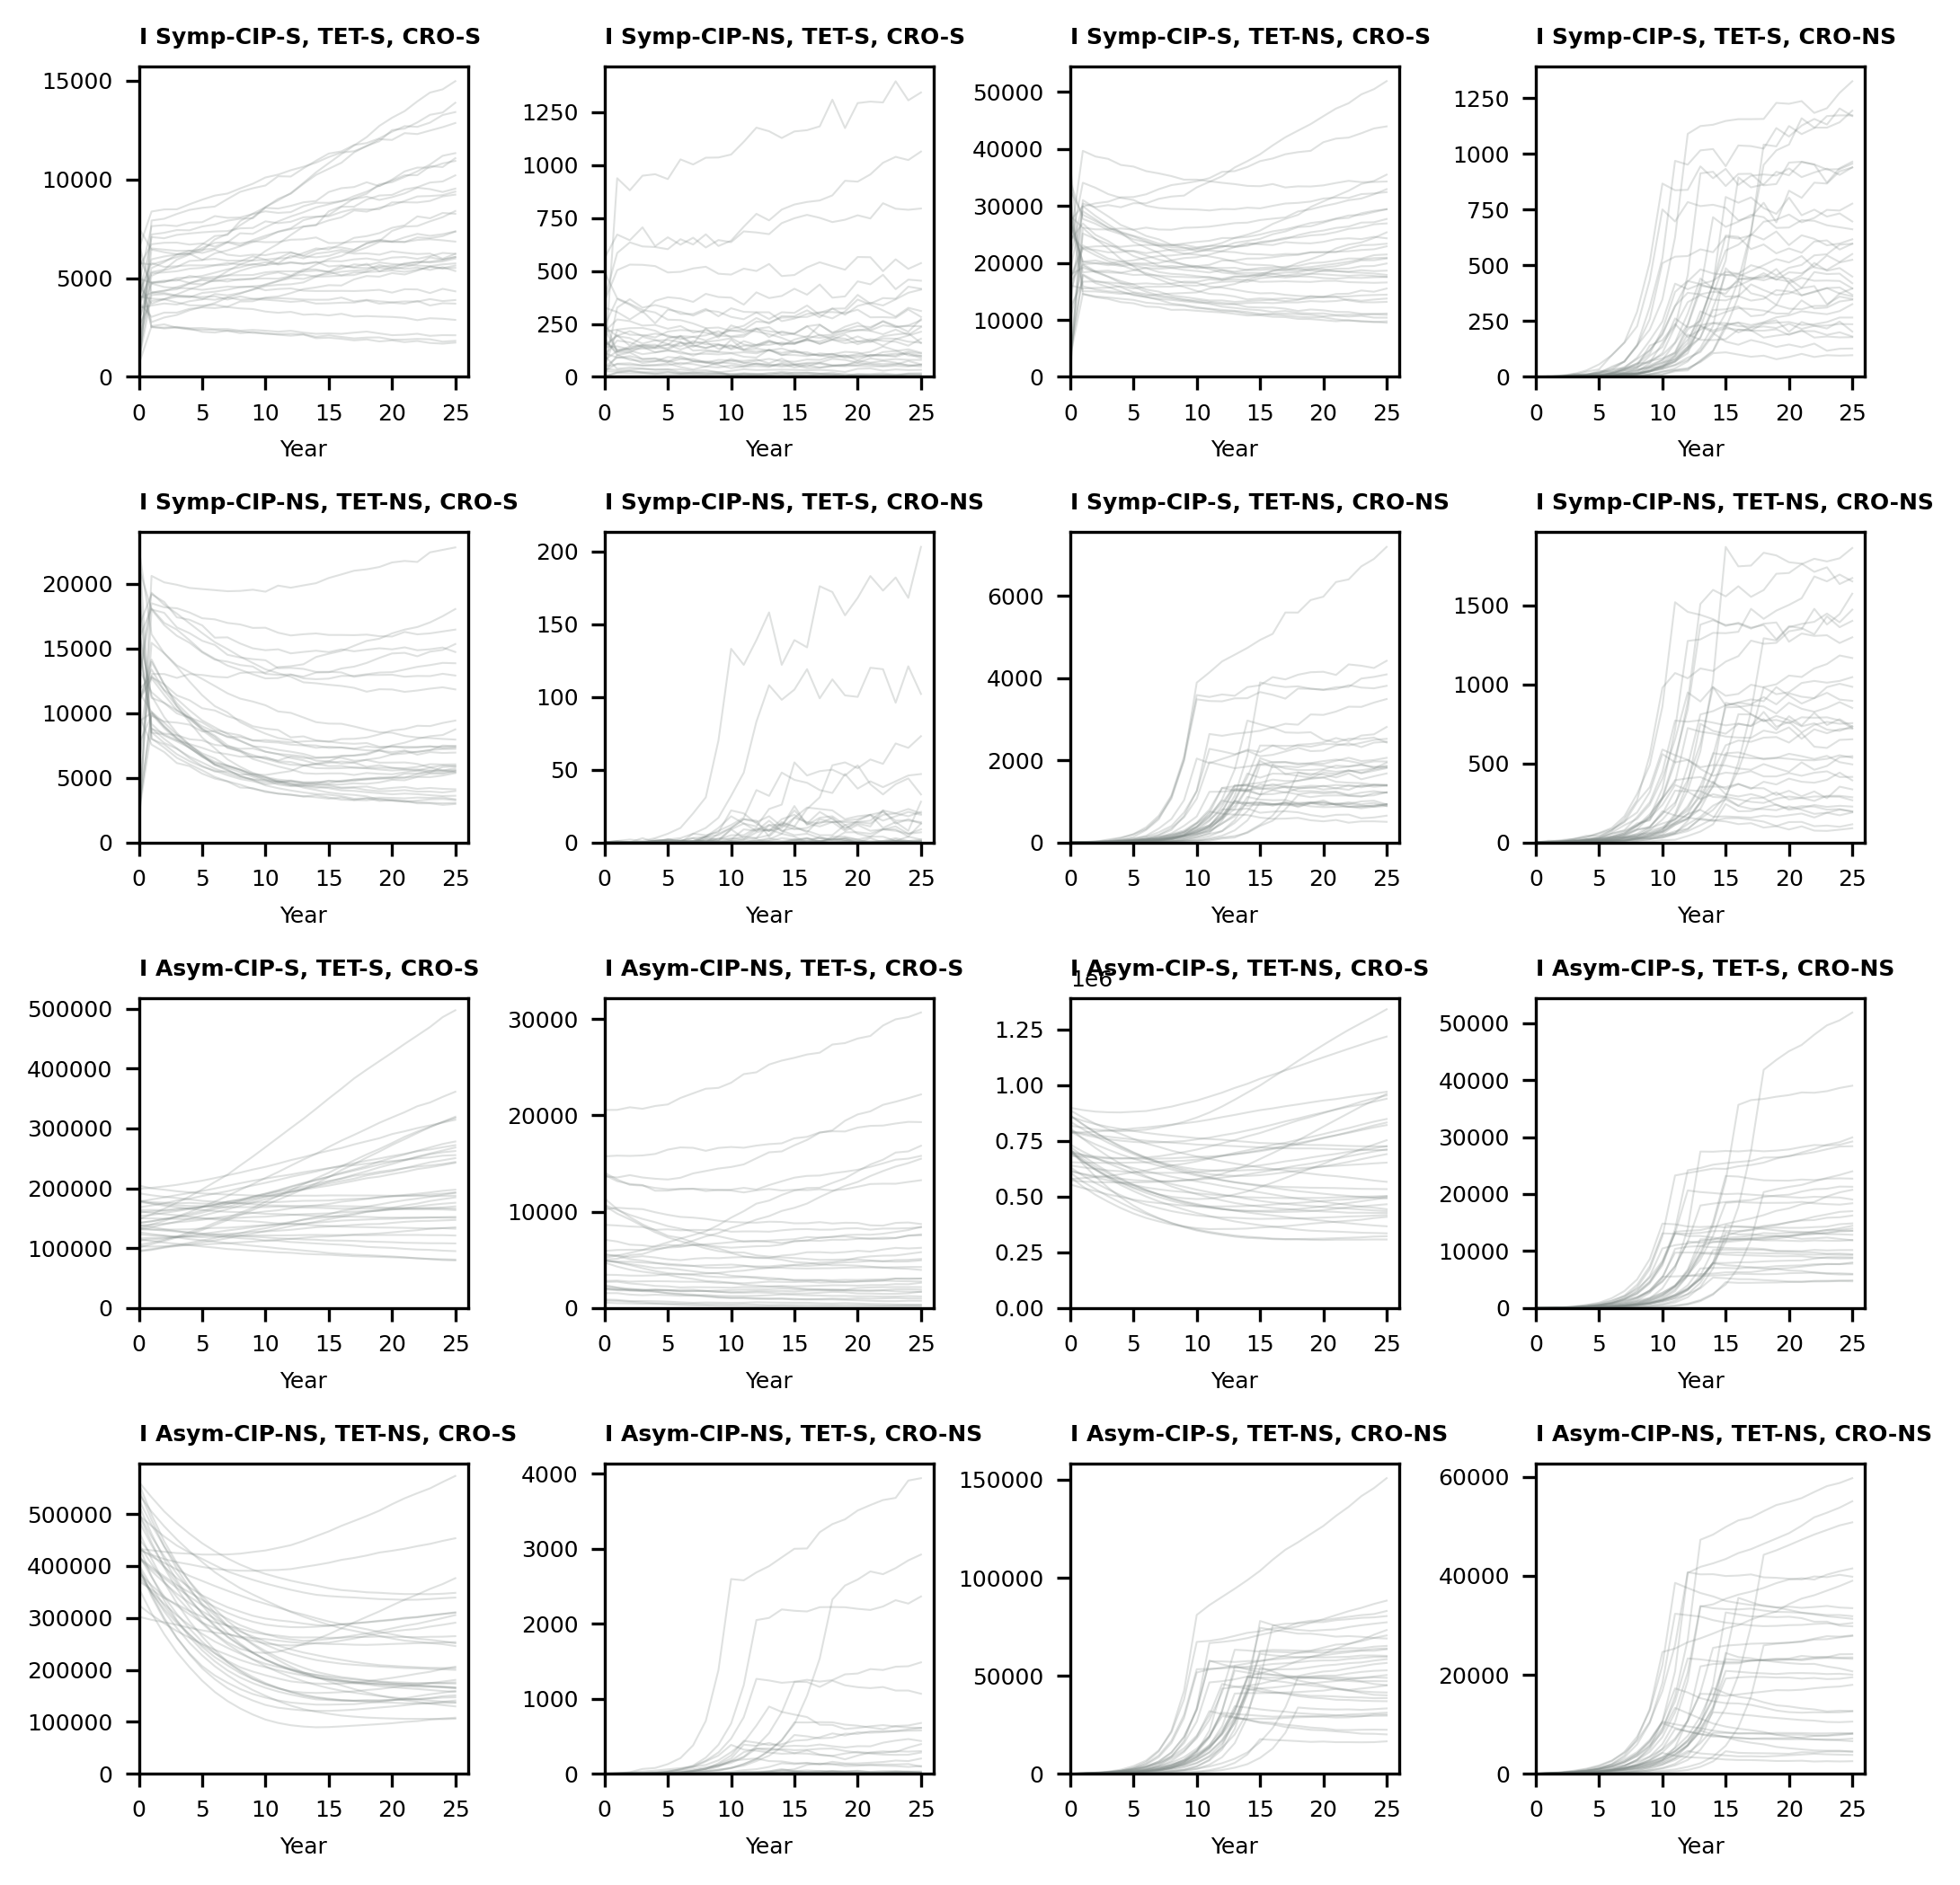 I Symp-CIP-S, TET-S, CRO-S
15000
10000
5000
0
0 5 10 15 20 25
Year
I Symp-CIP-NS, TET-S, CRO-S
1250
1000
750
500
250
0
0 5 10 15 20 25
Year
I Symp-CIP-S, TET-NS, CRO-S
50000
40000
30000
20000
10000
0
0 5 10 15 20 25
Year
I Symp-CIP-S, TET-S, CRO-NS
1250
1000
750
500
250
0
0 5 10 15 20 25
Year
I Symp-CIP-NS, TET-NS, CRO-S
20000
15000
10000
5000
0
0 5 10 15 20 25
Year
I Symp-CIP-NS, TET-S, CRO-NS
200
150
100
50
0
0 5 10 15 20 25
Year
I Symp-CIP-S, TET-NS, CRO-NS
6000
4000
2000
0
0 5 10 15 20 25
Year
I Symp-CIP-NS, TET-NS, CRO-NS
1500
1000
500
0
0 5 10 15 20 25
Year
I Asym-CIP-S, TET-S, CRO-S
500000
400000
300000
200000
100000
0
0 5 10 15 20 25
Year
I Asym-CIP-NS, TET-S, CRO-S
30000
20000
10000
0
0 5 10 15 20 25
Year
I Asym-CIP-S, TET-NS, CRO-S
1e6
1.25
1.00
0.75
0.50
0.25
0.00
0 5 10 15 20 25
Year
I Asym-CIP-S, TET-S, CRO-NS
50000
40000
30000
20000
10000
0
0 5 10 15 20 25
Year
I Asym-CIP-NS, TET-NS, CRO-S
500000
400000
300000
200000
100000
0
0 5 10 15 20 25
Year
I Asym-CIP-NS, TET-S, CRO-NS
4000
3000
2000
1000
0
0 5 10 15 20 25
Year
I Asym-CIP-S, TET-NS, CRO-NS
150000
100000
50000
0
0 5 10 15 20 25
Year
I Asym-CIP-NS, TET-NS, CRO-NS
60000
40000
20000
0
0 5 10 15 20 25
Year